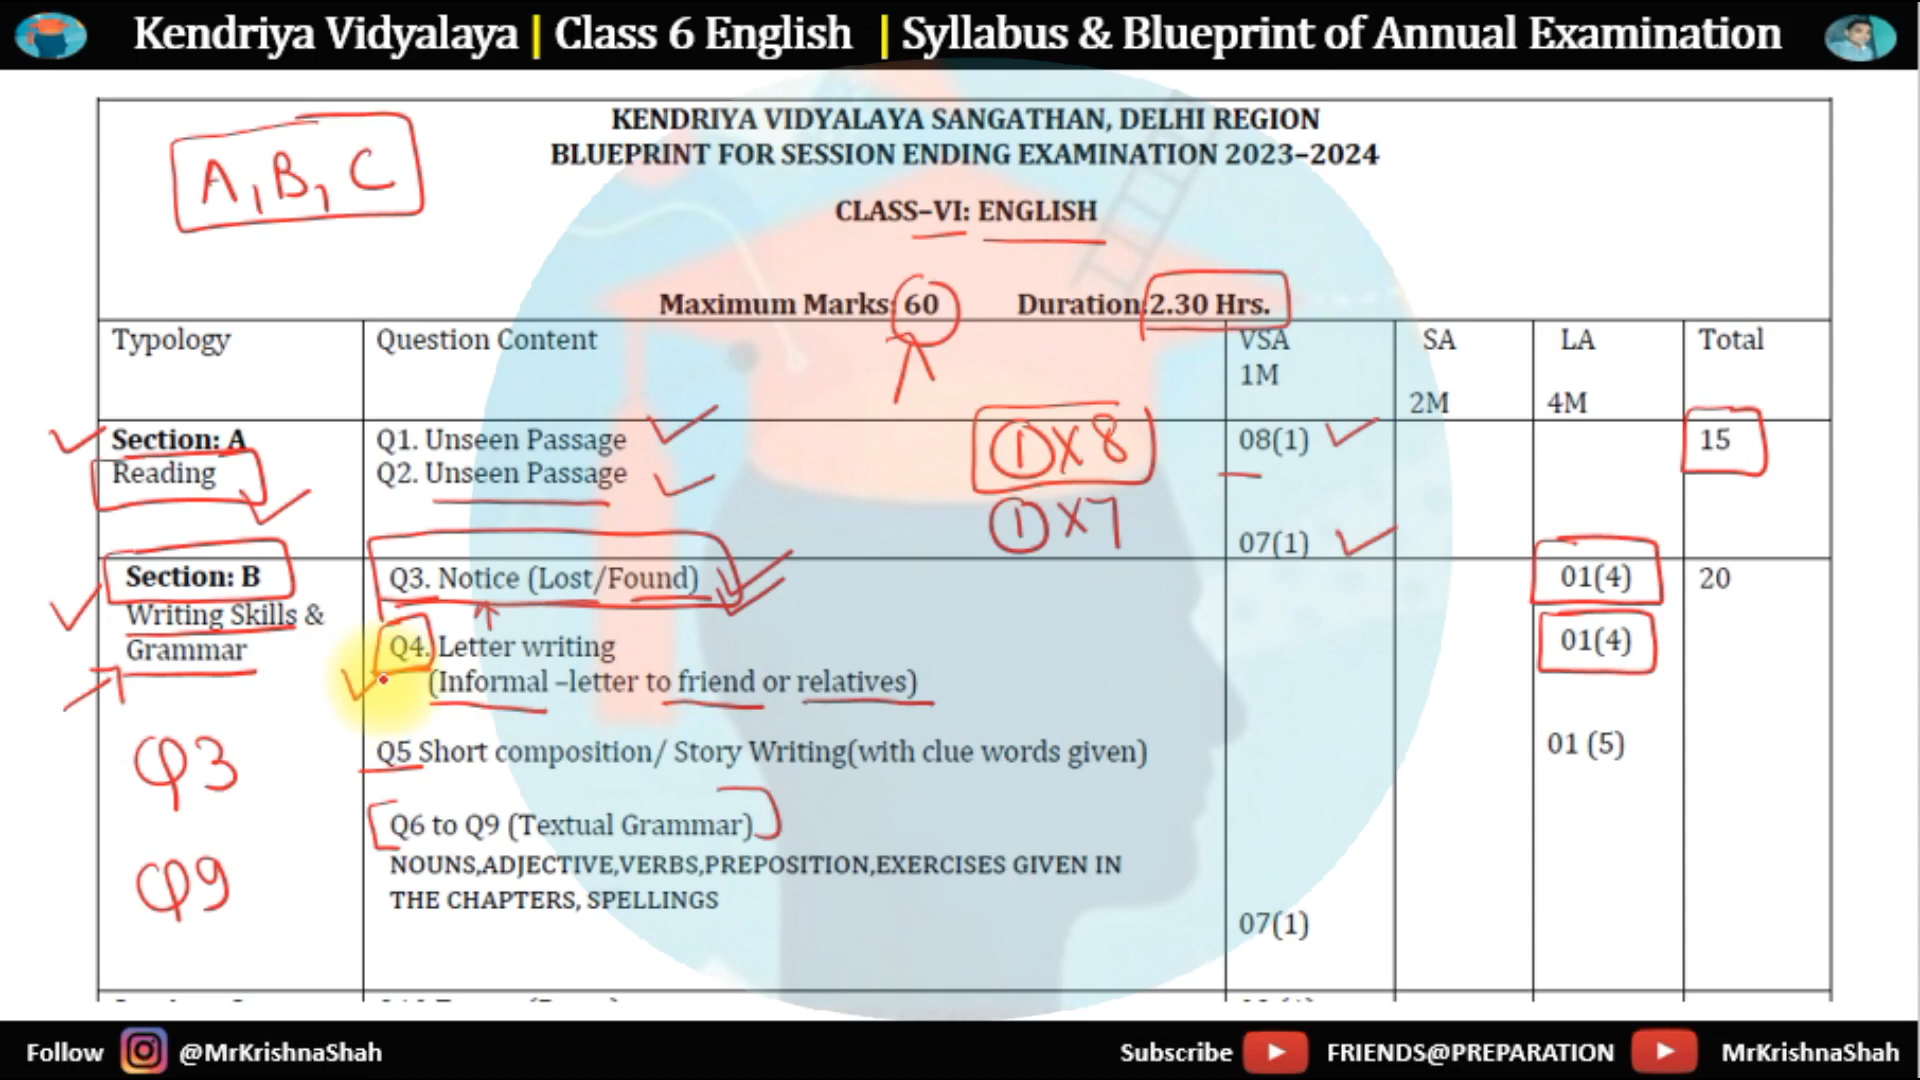 Kendriya Vidyalaya | Class 6 English | Syllabus & Blueprint of Annual Examination
KENDRIYA VIDYALAYA SANGATHAN, DELHI REGION
BLUEPRINT FOR SESSION ENDING EXAMINATION 2023–2024
A, B, C
CLASS–VI: ENGLISH
Maximum Marks: 60 Duration:2.30 Hrs.
Typology Question Content VSA 1M SA 2M LA 4M Total
Section: A Q1. Unseen Passage 1 X 8 08(1) 15
Reading Q2. Unseen Passage
1 X 7 07(1)
Section: B Q3. Notice (Lost/Found) 01(4) 20
Writing Skills &
Grammar Q4. Letter writing 01(4)
(Informal –letter to friend or relatives)
Q3 Q5 Short composition/ Story Writing(with clue words given) 01 (5)
Q6 to Q9 (Textual Grammar)
Q9 NOUNS,ADJECTIVE,VERBS,PREPOSITION,EXERCISES GIVEN IN
THE CHAPTERS, SPELLINGS
07(1)
Follow @MrKrishnaShah Subscribe FRIENDS@PREPARATION MrKrishnaShah